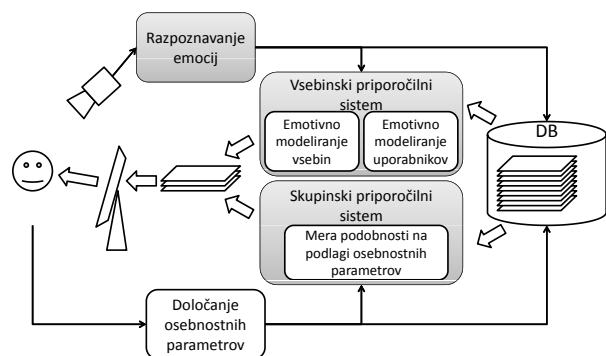 Razpoznavanje
emocij
Vsebinski priporočilni
sistem
Emotivno
modeliranje
vsebin
Emotivno
modeliranje
uporabnikov
DB
Skupinski priporočilni
sistem
Mera podobnosti na
podlagi osebnostnih
parametrov
Določanje
osebnostnih
parametrov